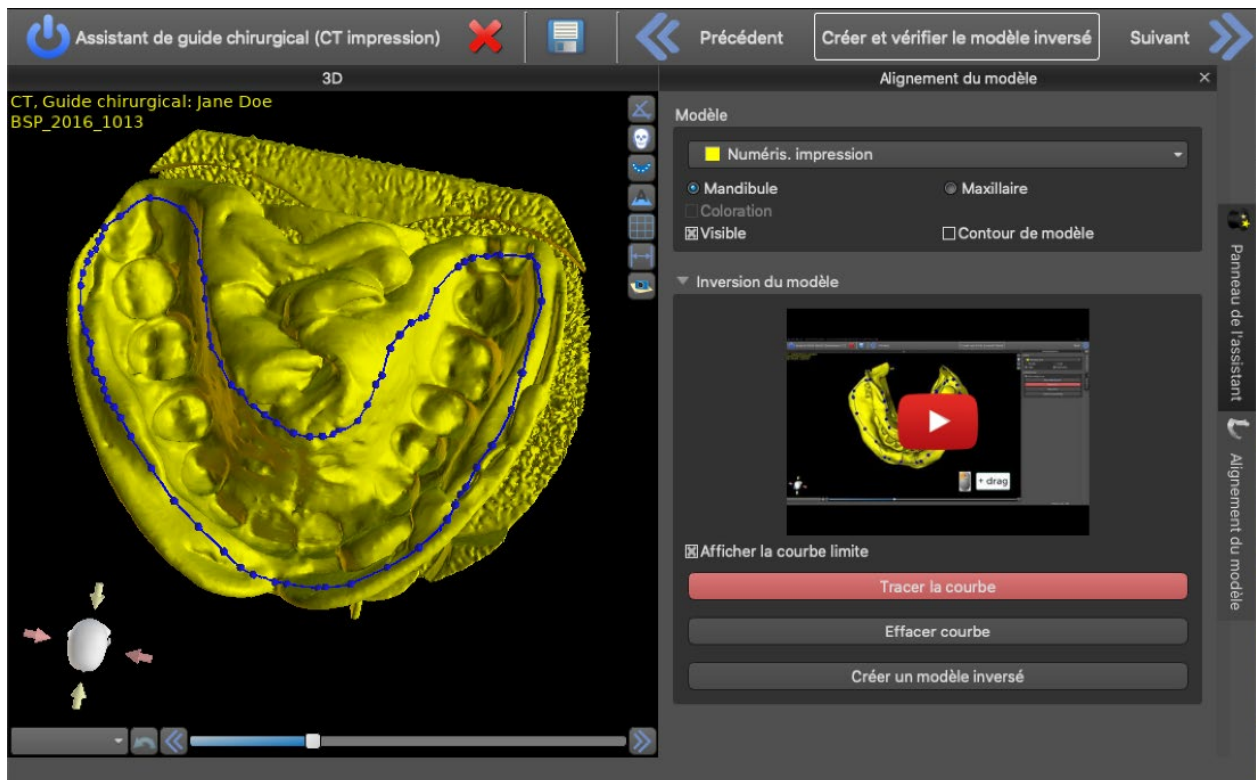 Assistant de guide chirurgical (CT impression)
Précédent
Créer et vérifier le modèle inversé
Suivant
3D
CT, Guide chirurgical: Jane Doe
BSP_2016_1013
Alignement du modèle
Modèle
Numéris. impression
Mandibule
Maxillaire
Coloration
Visible
Contour de modèle
Inversion du modèle
+ drag
Afficher la courbe limite
Tracer la courbe
Effacer courbe
Créer un modèle inversé
Panneau de l'assistant
Alignement du modèle